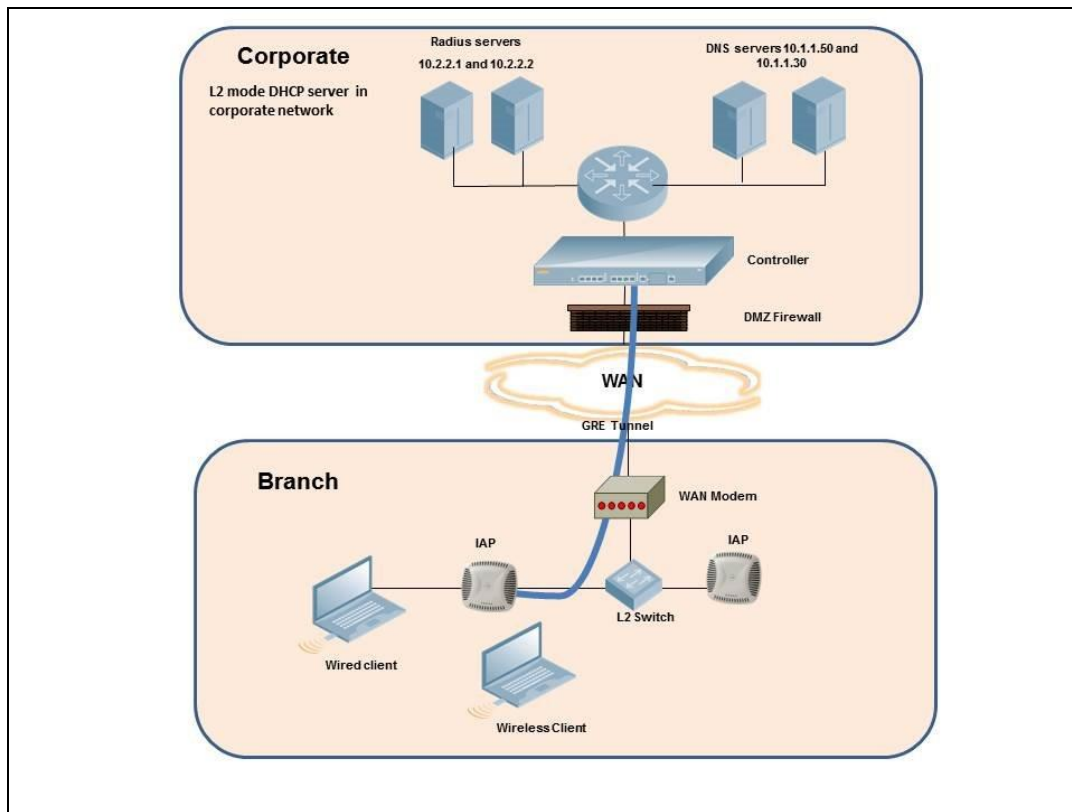 Corporate
L2 mode DHCP server in
corporate network
Radius servers
10.2.2.1 and 10.2.2.2
DNS servers 10.1.1.50 and
10.1.1.30
Controller
DMZ Firewall
WAN
GRE Tunnel
Branch
WAN Modem
IAP
IAP
L2 Switch
Wired client
Wireless Client